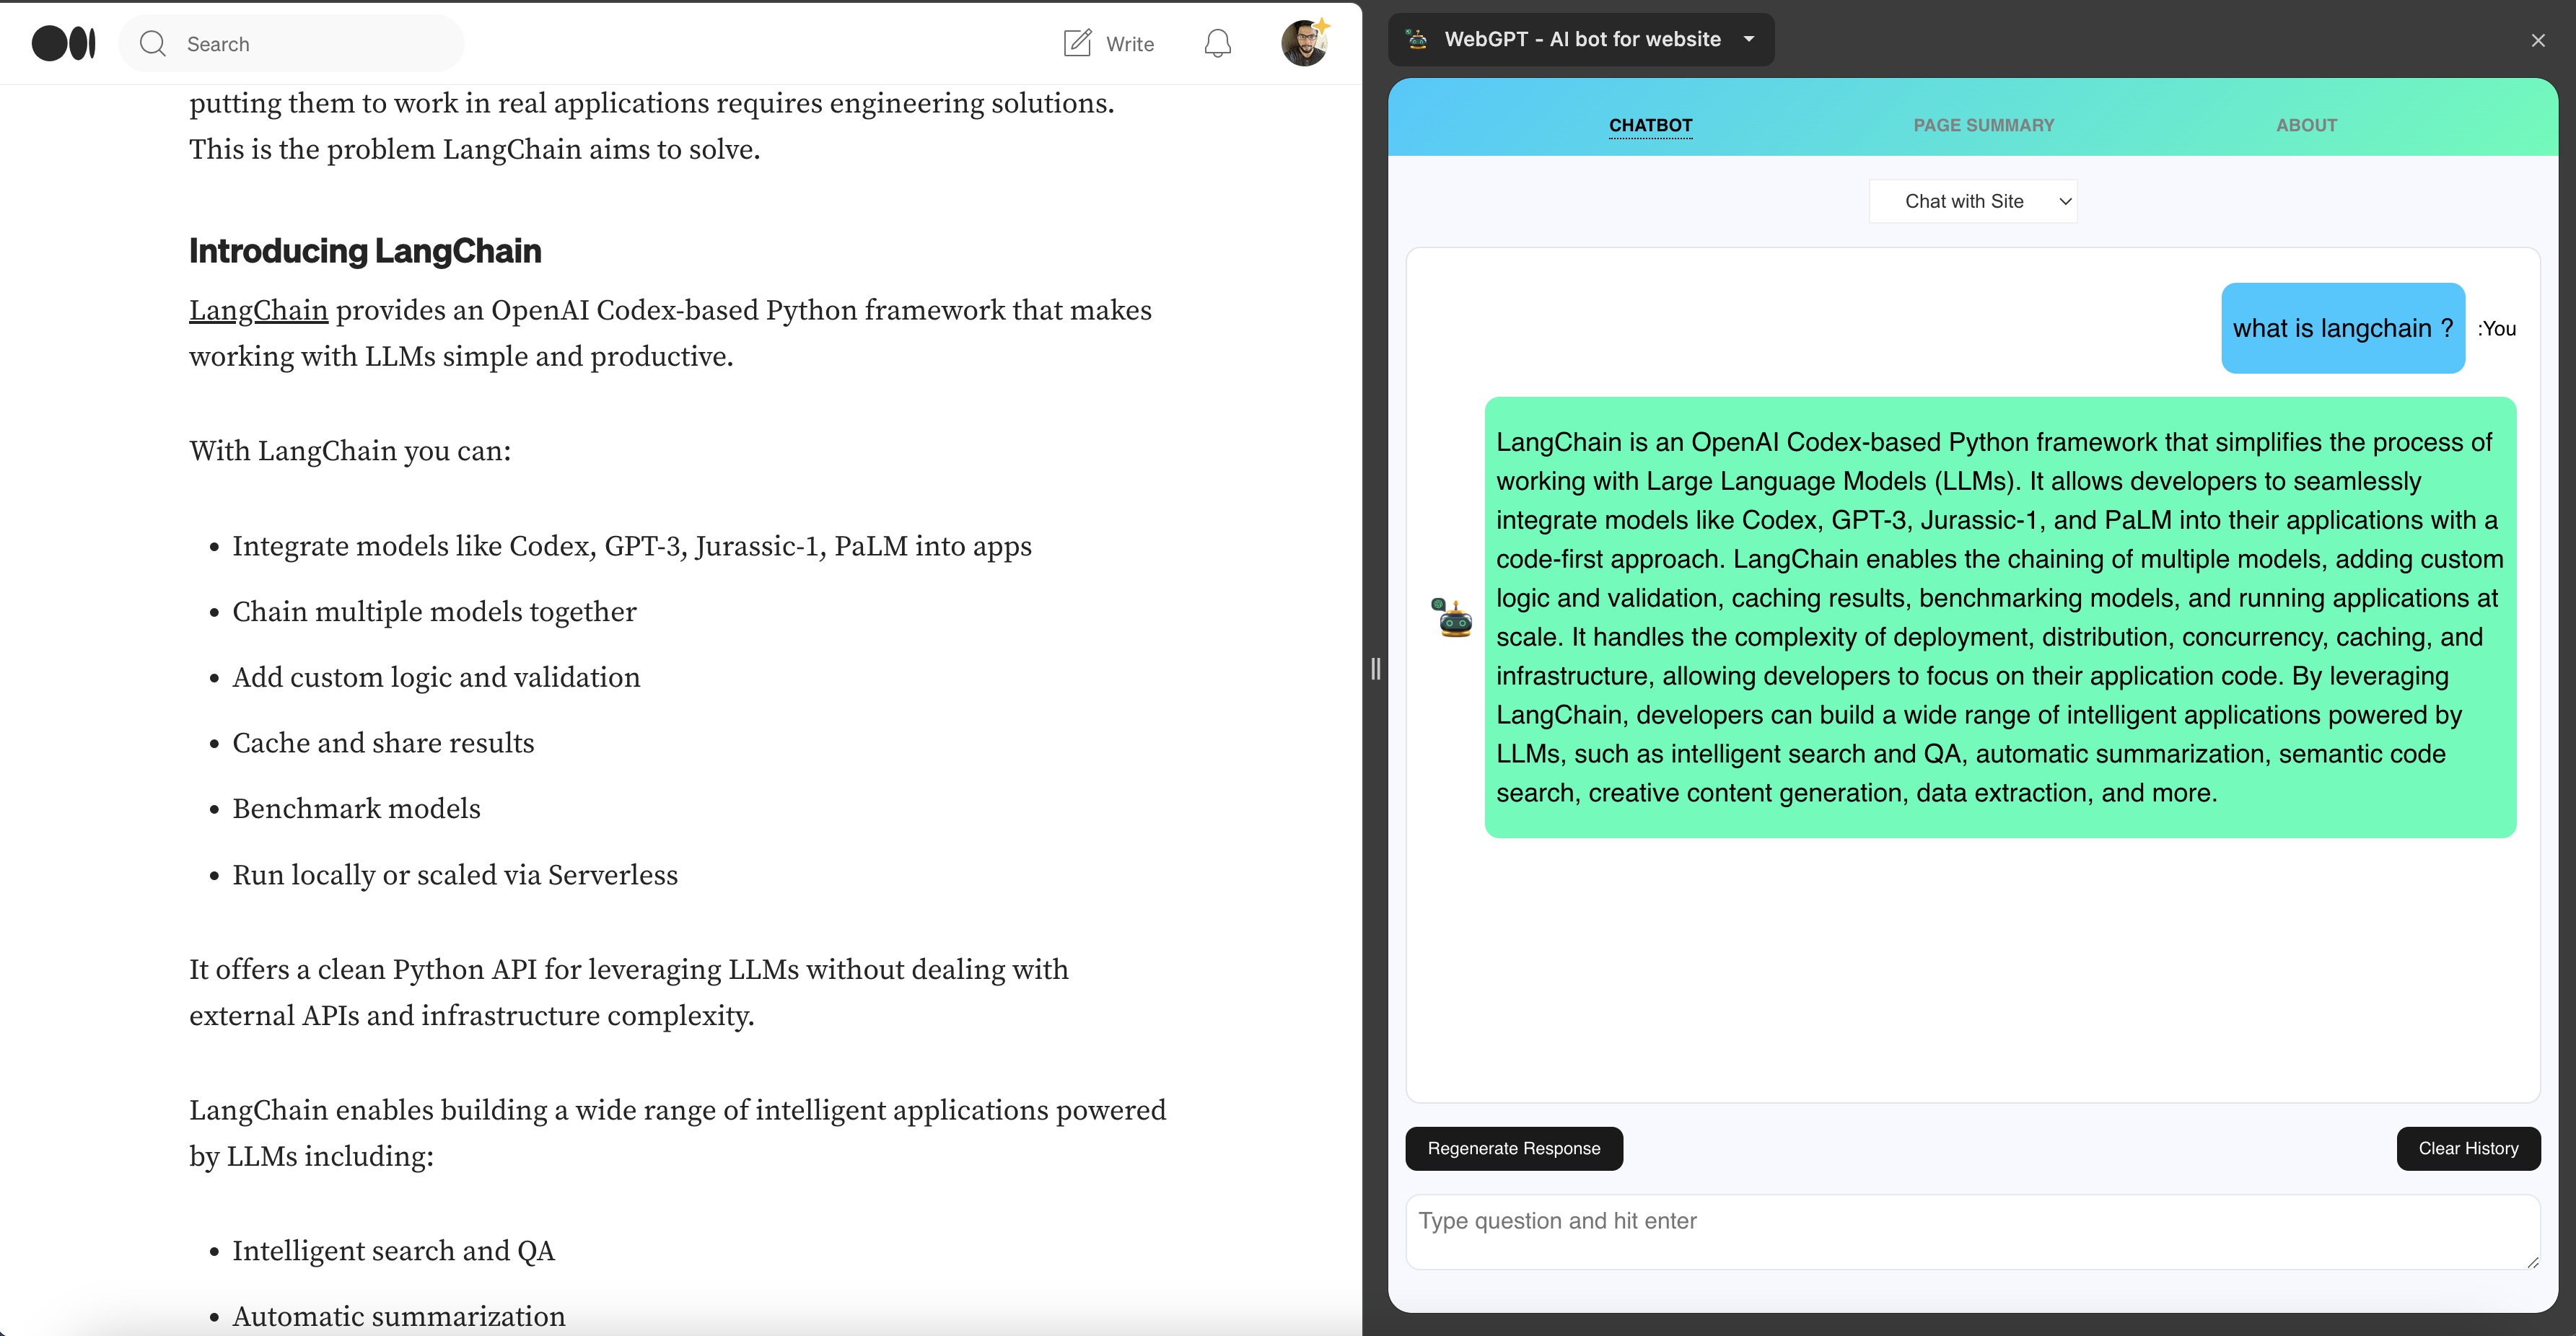 Search
Write
putting them to work in real applications requires engineering solutions.
This is the problem LangChain aims to solve.
Introducing LangChain
LangChain provides an OpenAI Codex-based Python framework that makes
working with LLMs simple and productive.
With LangChain you can:
• Integrate models like Codex, GPT-3, Jurassic-1, PaLM into apps
• Chain multiple models together
• Add custom logic and validation
• Cache and share results
• Benchmark models
• Run locally or scaled via Serverless
It offers a clean Python API for leveraging LLMs without dealing with
external APIs and infrastructure complexity.
LangChain enables building a wide range of intelligent applications powered
by LLMs including:
• Intelligent search and QA
• Automatic summarization
WebGPT - AI bot for website
CHATBOT
PAGE SUMMARY
ABOUT
Chat with Site
what is langchain ?
:You
LangChain is an OpenAI Codex-based Python framework that simplifies the process of
working with Large Language Models (LLMs). It allows developers to seamlessly
integrate models like Codex, GPT-3, Jurassic-1, and PaLM into their applications with a
code-first approach. LangChain enables the chaining of multiple models, adding custom
logic and validation, caching results, benchmarking models, and running applications at
scale. It handles the complexity of deployment, distribution, concurrency, caching, and
infrastructure, allowing developers to focus on their application code. By leveraging
LangChain, developers can build a wide range of intelligent applications powered by
LLMs, such as intelligent search and QA, automatic summarization, semantic code
search, creative content generation, data extraction, and more.
Regenerate Response
Clear History
Type question and hit enter